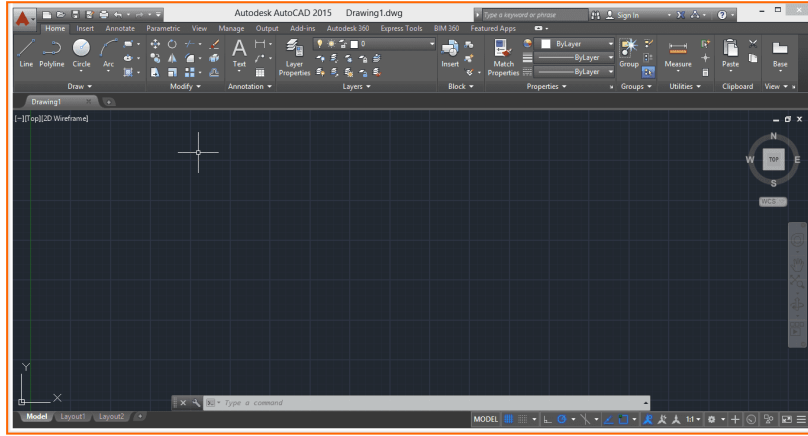 Autodesk AutoCAD 2015 Drawing1.dwg Type a keyword or phrase Sign In
Home Insert Annotate Parametric View Manage Output Add-ins Autodesk 360 Express Tools BIM 360 Featured Apps
0 ByLayer
ByLayer
ByLayer
Line Polyline Circle Arc Text Layer Properties Insert Match Properties Group Measure Paste Base
Draw Modify Annotation Layers Block Properties Groups Utilities Clipboard View
Drawing1
[−][Top][2D Wireframe]
N
W TOP E
S
WCS
Y
X
Type a command
Model Layout1 Layout2 MODEL 1:1